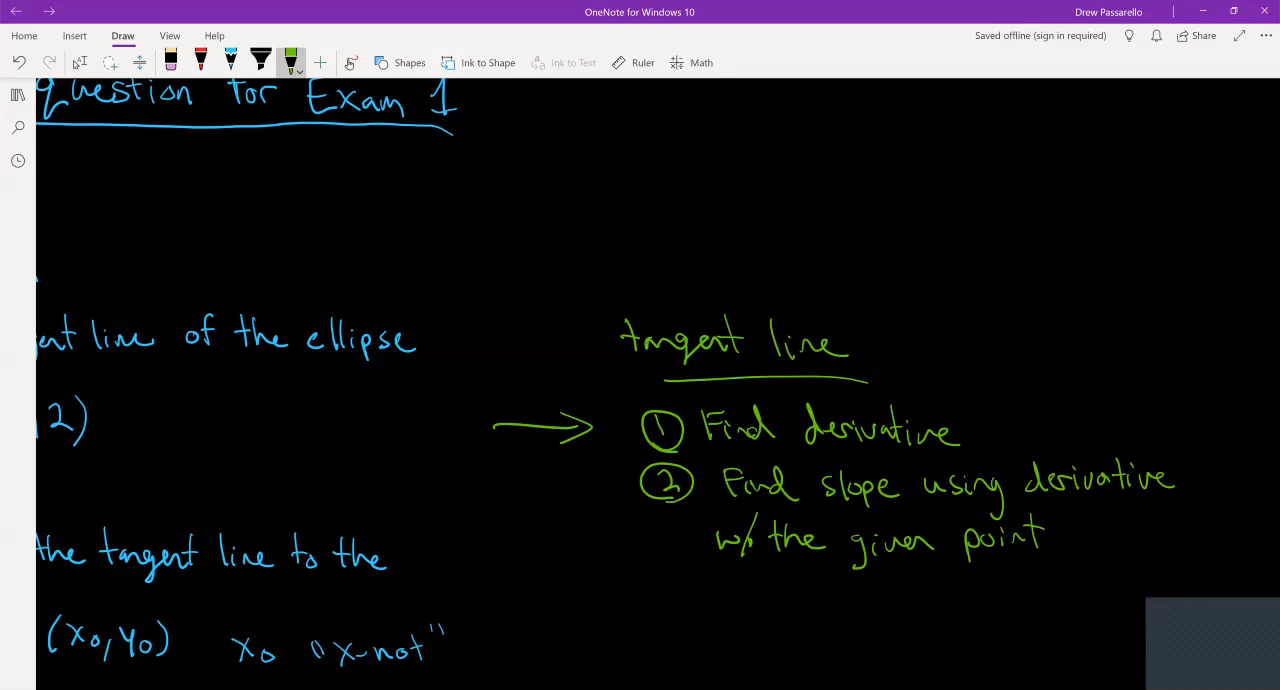 OneNote for Windows 10
Drew Passarello
Home Insert Draw View Help
Saved offline (sign in required)
Share
Shapes
Ink to Shape
Ink to Text
Ruler
Math
question for Exam 1
ent line of the ellipse
, 2)
the tangent line to the
(x₀, y₀) x₀ "x-not"
tangent line
① Find derivative
② Find slope using derivative
w/ the given point